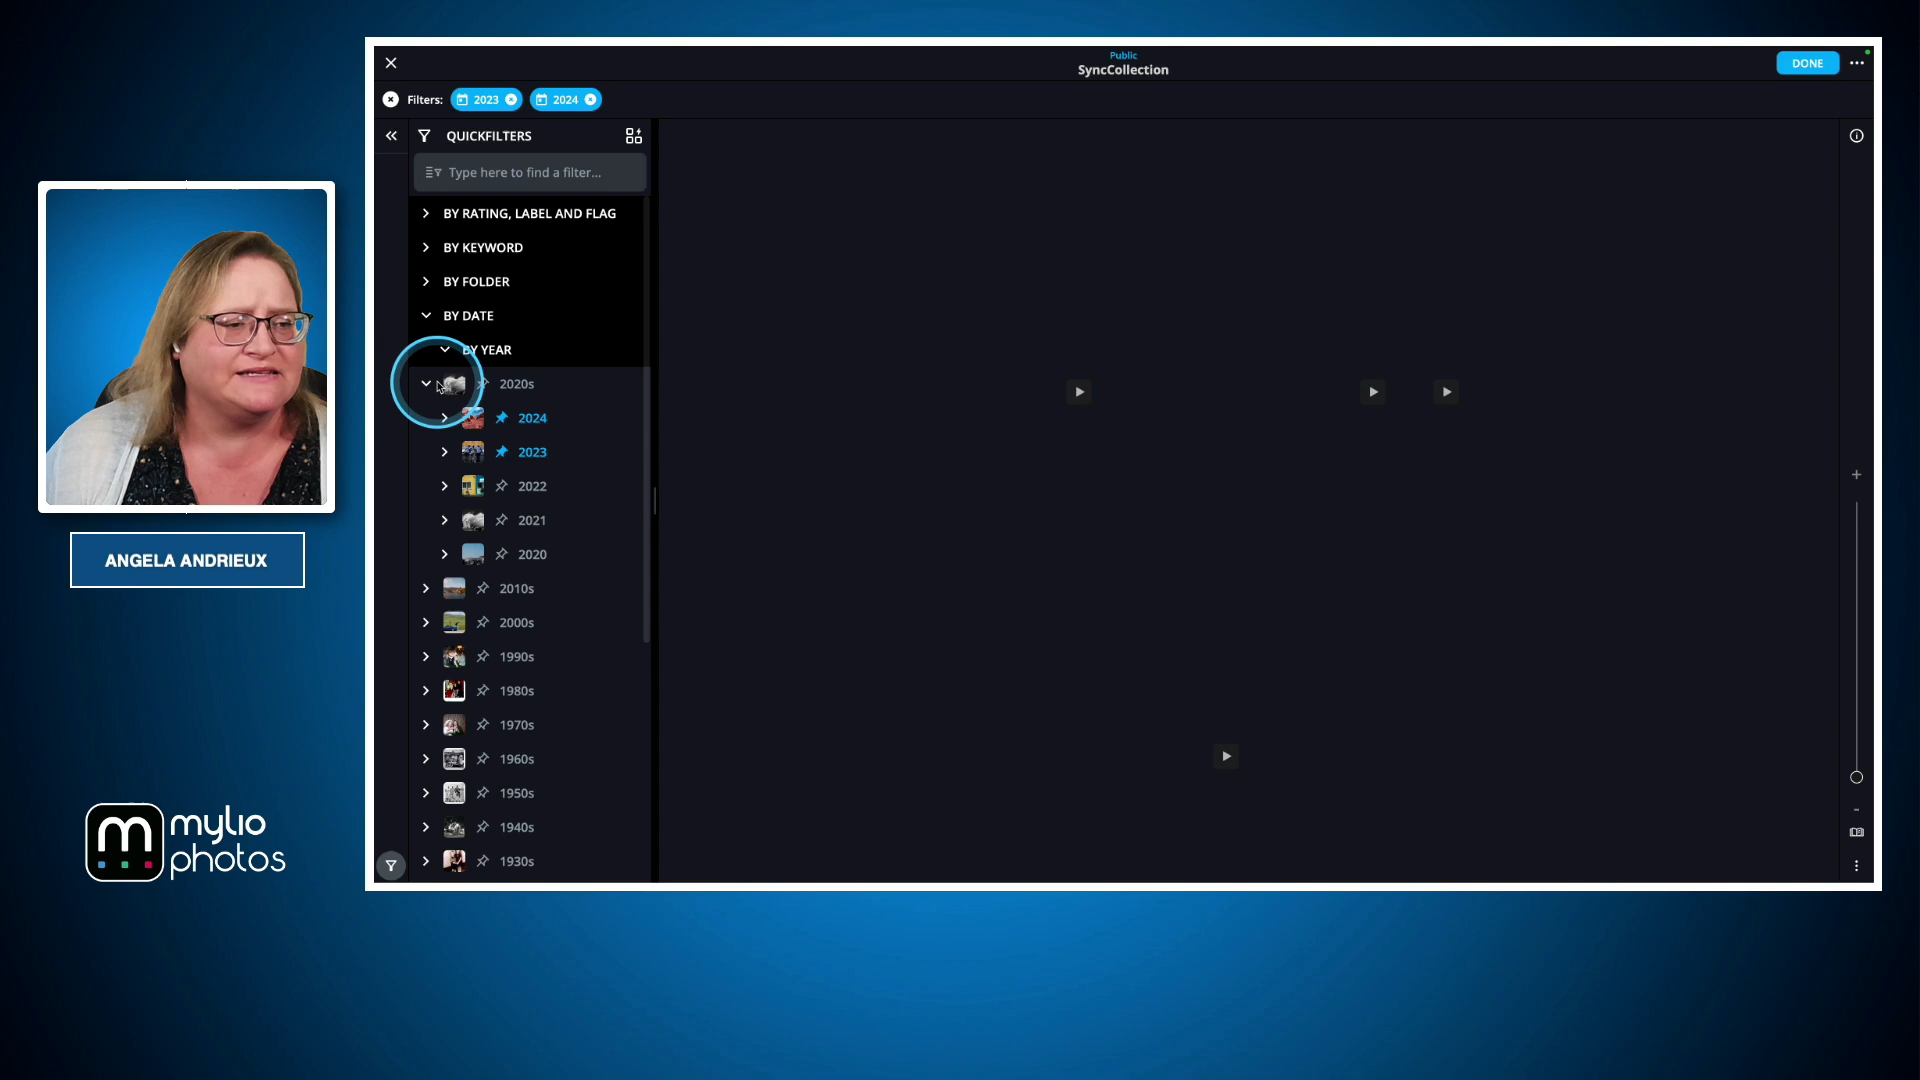 Public
SyncCollection
DONE
Filters: 2023 2024
QUICKFILTERS
Type here to find a filter...
BY RATING, LABEL AND FLAG
BY KEYWORD
BY FOLDER
BY DATE
BY YEAR
2020s
2024
2023
2022
2021
2020
2010s
2000s
1990s
1980s
1970s
1960s
1950s
1940s
1930s
ANGELA ANDRIEUX
m mylio
photos